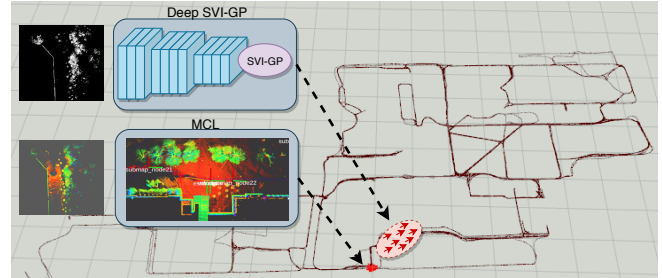 Deep SVI-GP
SVI-GP
MCL
submap_node21
submap_node22